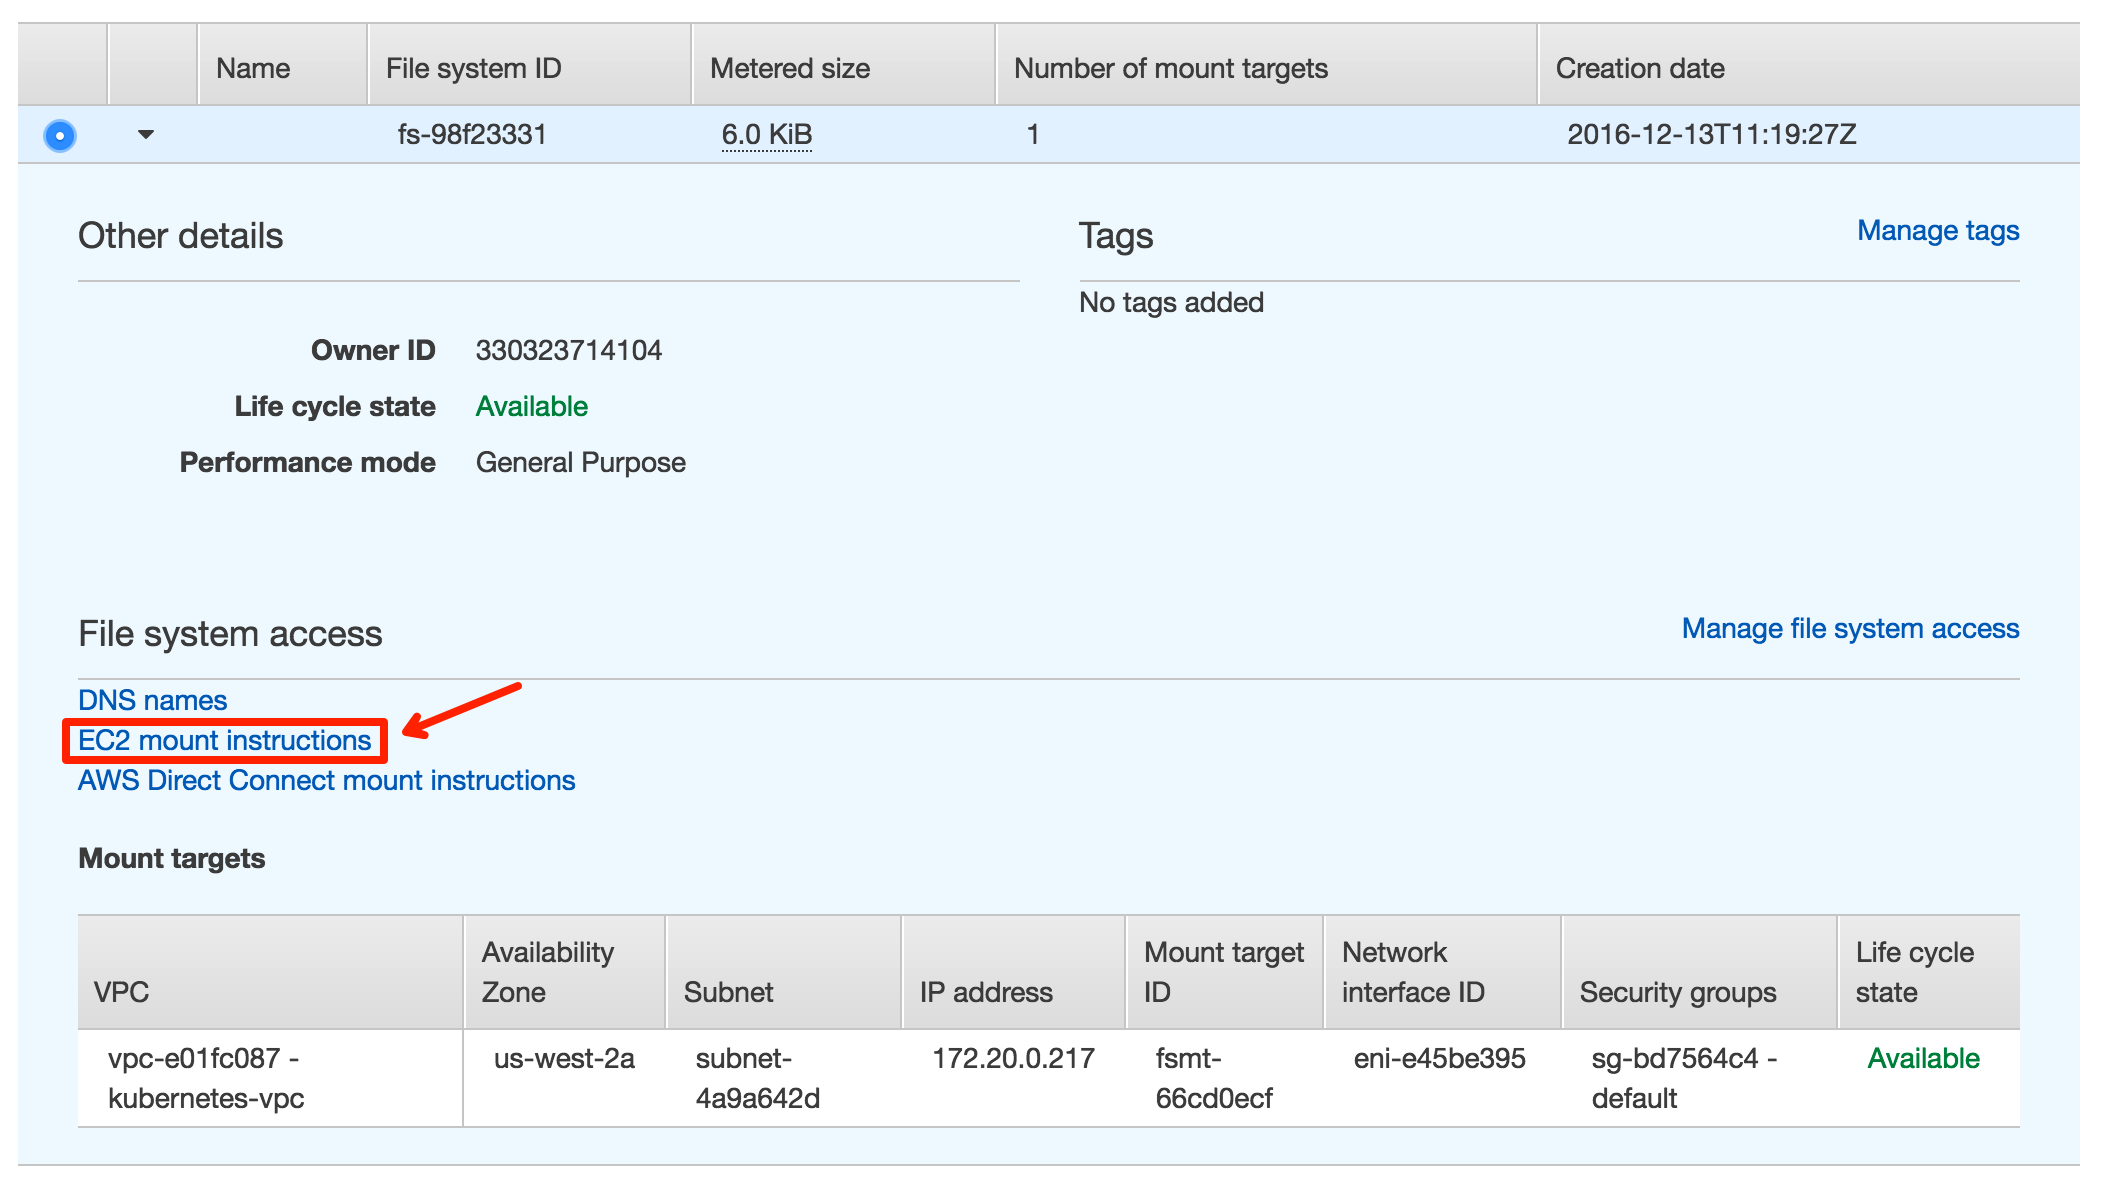 Name File system ID Metered size Number of mount targets Creation date
fs-98f23331 6.0 KiB 1 2016-12-13T11:19:27Z
Other details
Tags Manage tags
No tags added
Owner ID 330323714104
Life cycle state Available
Performance mode General Purpose
File system access Manage file system access
DNS names
EC2 mount instructions
AWS Direct Connect mount instructions
Mount targets
VPC
Availability
Zone
Subnet
IP address
Mount target
ID
Network
interface ID
Security groups
Life cycle
state
vpc-e01fc087 -
kubernetes-vpc
us-west-2a
subnet-
4a9a642d
172.20.0.217
fsmt-
66cd0ecf
eni-e45be395
sg-bd7564c4 -
default
Available